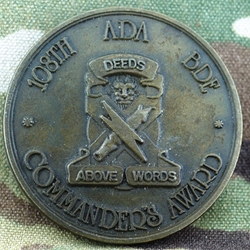 108TH ADA BDE
DEEDS
ABOVE WORDS
COMMANDER'S AWARD